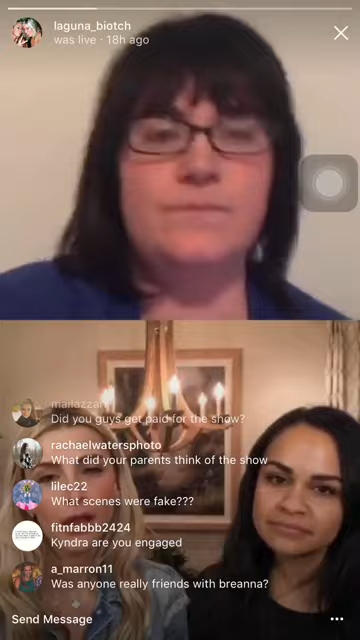 laguna_biotch
was live · 18h ago
Did you guys get paid for the show?
rachaelwatersphoto
What did your parents think of the show
lilec22
What scenes were fake???
fitnfabbb2424
Kyndra are you engaged
a_marron11
Was anyone really friends with breanna?
Send Message